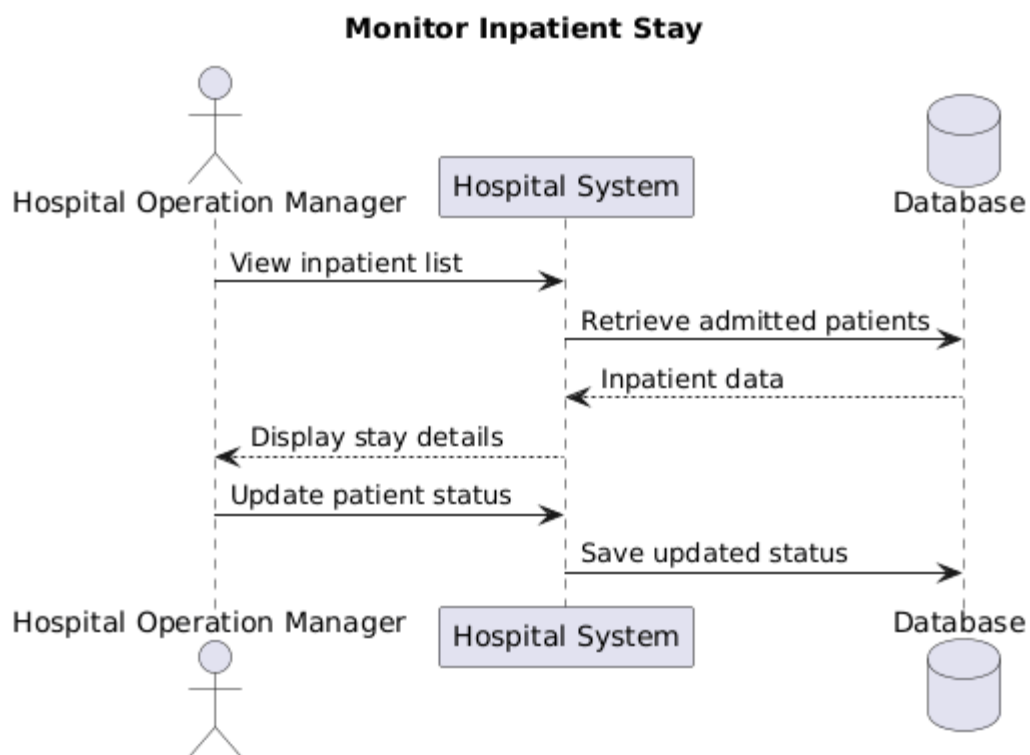 Monitor Inpatient Stay
Hospital Operation Manager
Hospital System
Database
View inpatient list
Retrieve admitted patients
Inpatient data
Display stay details
Update patient status
Save updated status
Hospital Operation Manager
Hospital System
Database